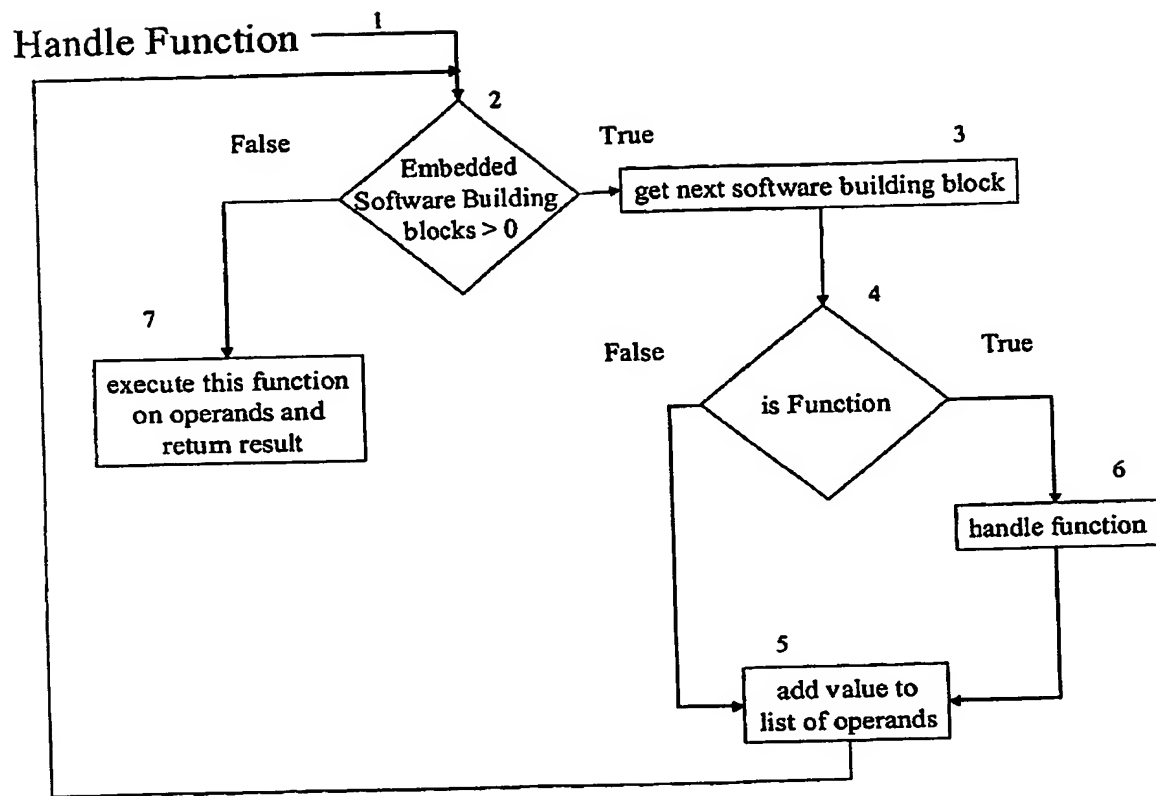 1
Handle Function
2
False
True
3
Embedded
Software Building
blocks > 0
get next software building block
4
7
False
True
execute this function
on operands and
return result
is Function
6
handle function
5
add value to
list of operands